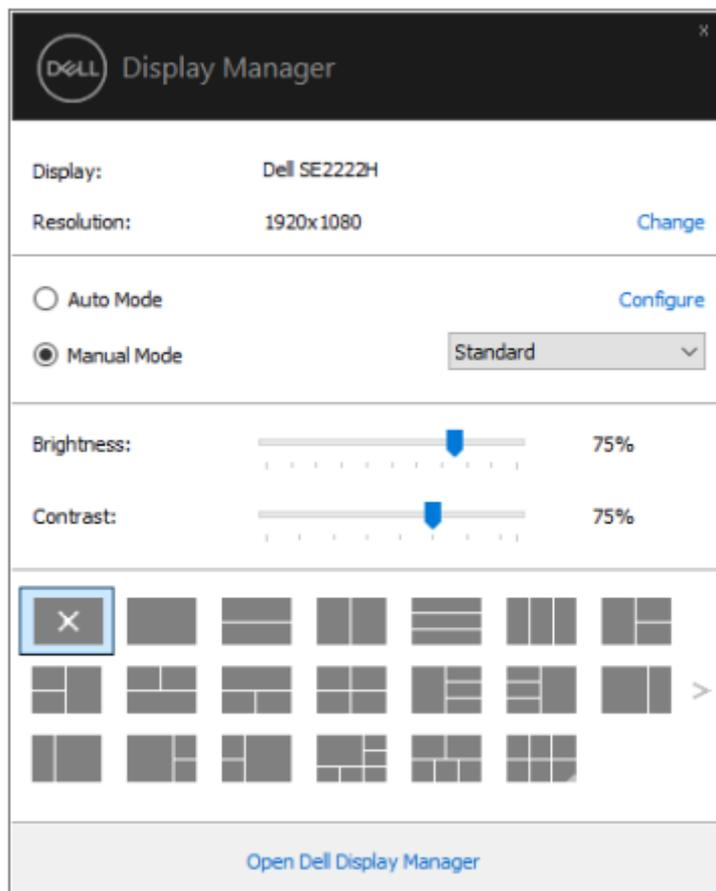 x
DELL Display Manager
Display: Dell SE2222H
Resolution: 1920x1080 Change
Auto Mode Configure
Manual Mode Standard
Brightness: 75%
Contrast: 75%
Open Dell Display Manager